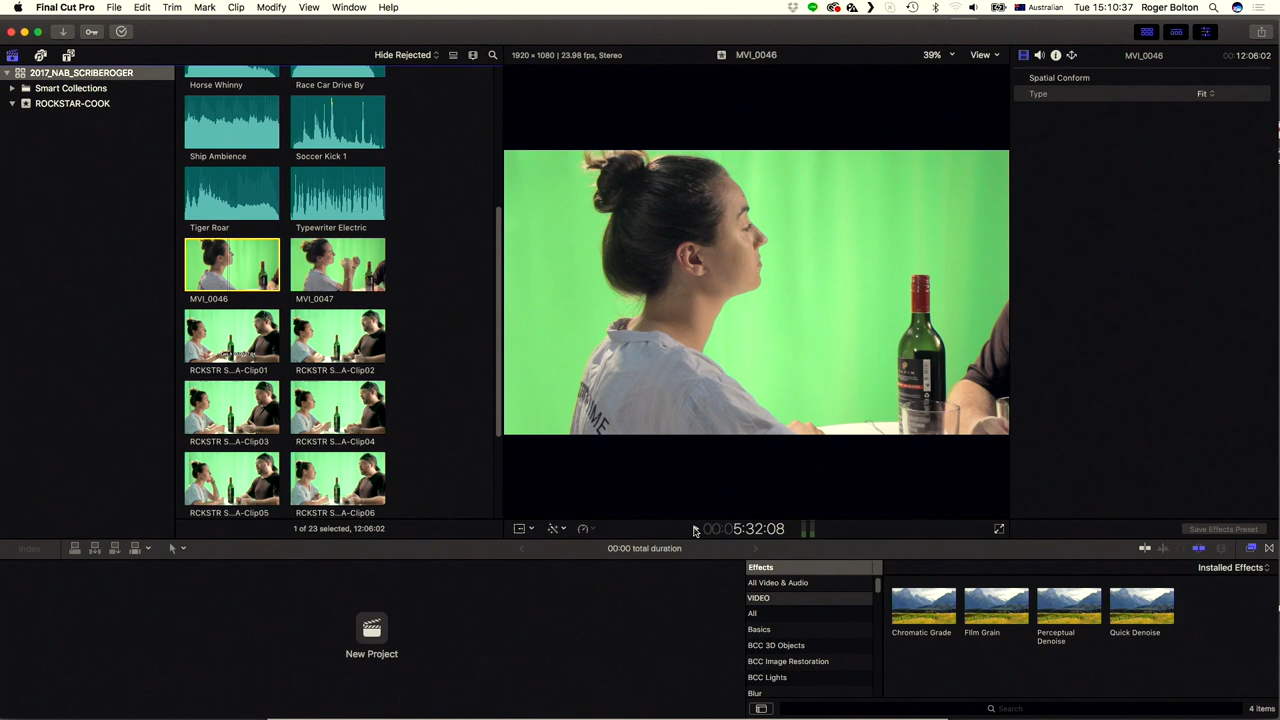 Final Cut Pro File Edit Trim Mark Clip Modify View Window Help Australian Tue 15:10:37 Roger Bolton
Hide Rejected 1920 × 1080 | 23.98 fps, Stereo MVI_0046 39% View MVI_0046 00:00:12:06:02
2017_NAB_SCRIBEROGER
Smart Collections
ROCKSTAR-COOK
Horse Whinny Race Car Drive By
Ship Ambience Soccer Kick 1
Tiger Roar Typewriter Electric
MVI_0046 MVI_0047
RCKSTR S...A-Clip01 RCKSTR S...A-Clip02
RCKSTR S...A-Clip03 RCKSTR S...A-Clip04
RCKSTR S...A-Clip05 RCKSTR S...A-Clip06
1 of 23 selected, 12:06:02
Spatial Conform
Type Fit
00:05:32:08
Save Effects Preset
Index 00:00 total duration
New Project
Effects Installed Effects
All Video & Audio
VIDEO
All
Basics
BCC 3D Objects
BCC Image Restoration
BCC Lights
Blur
Chromatic Grade FIlm Grain Perceptual Denoise Quick Denoise
Search 4 items